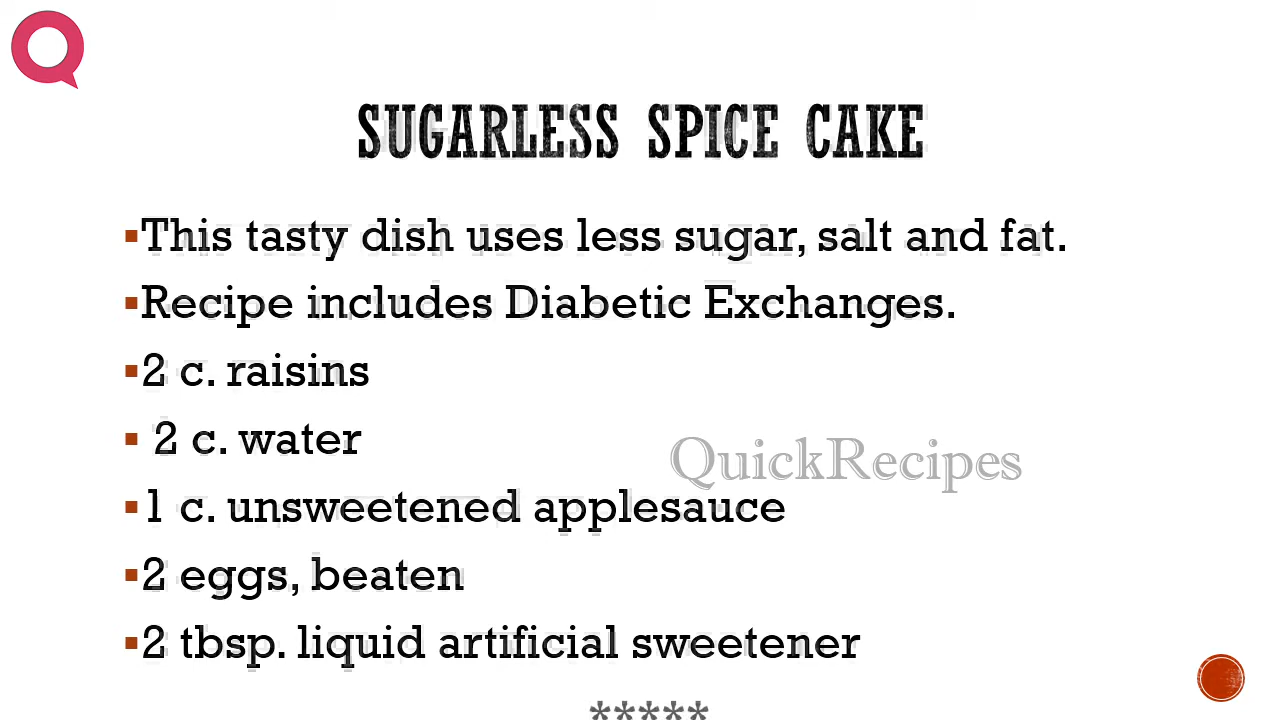 SUGARLESS SPICE CAKE
▪This tasty dish uses less sugar, salt and fat.
▪Recipe includes Diabetic Exchanges.
▪2 c. raisins
▪ 2 c. water
QuickRecipes
▪1 c. unsweetened applesauce
▪2 eggs, beaten
▪2 tbsp. liquid artificial sweetener
*****